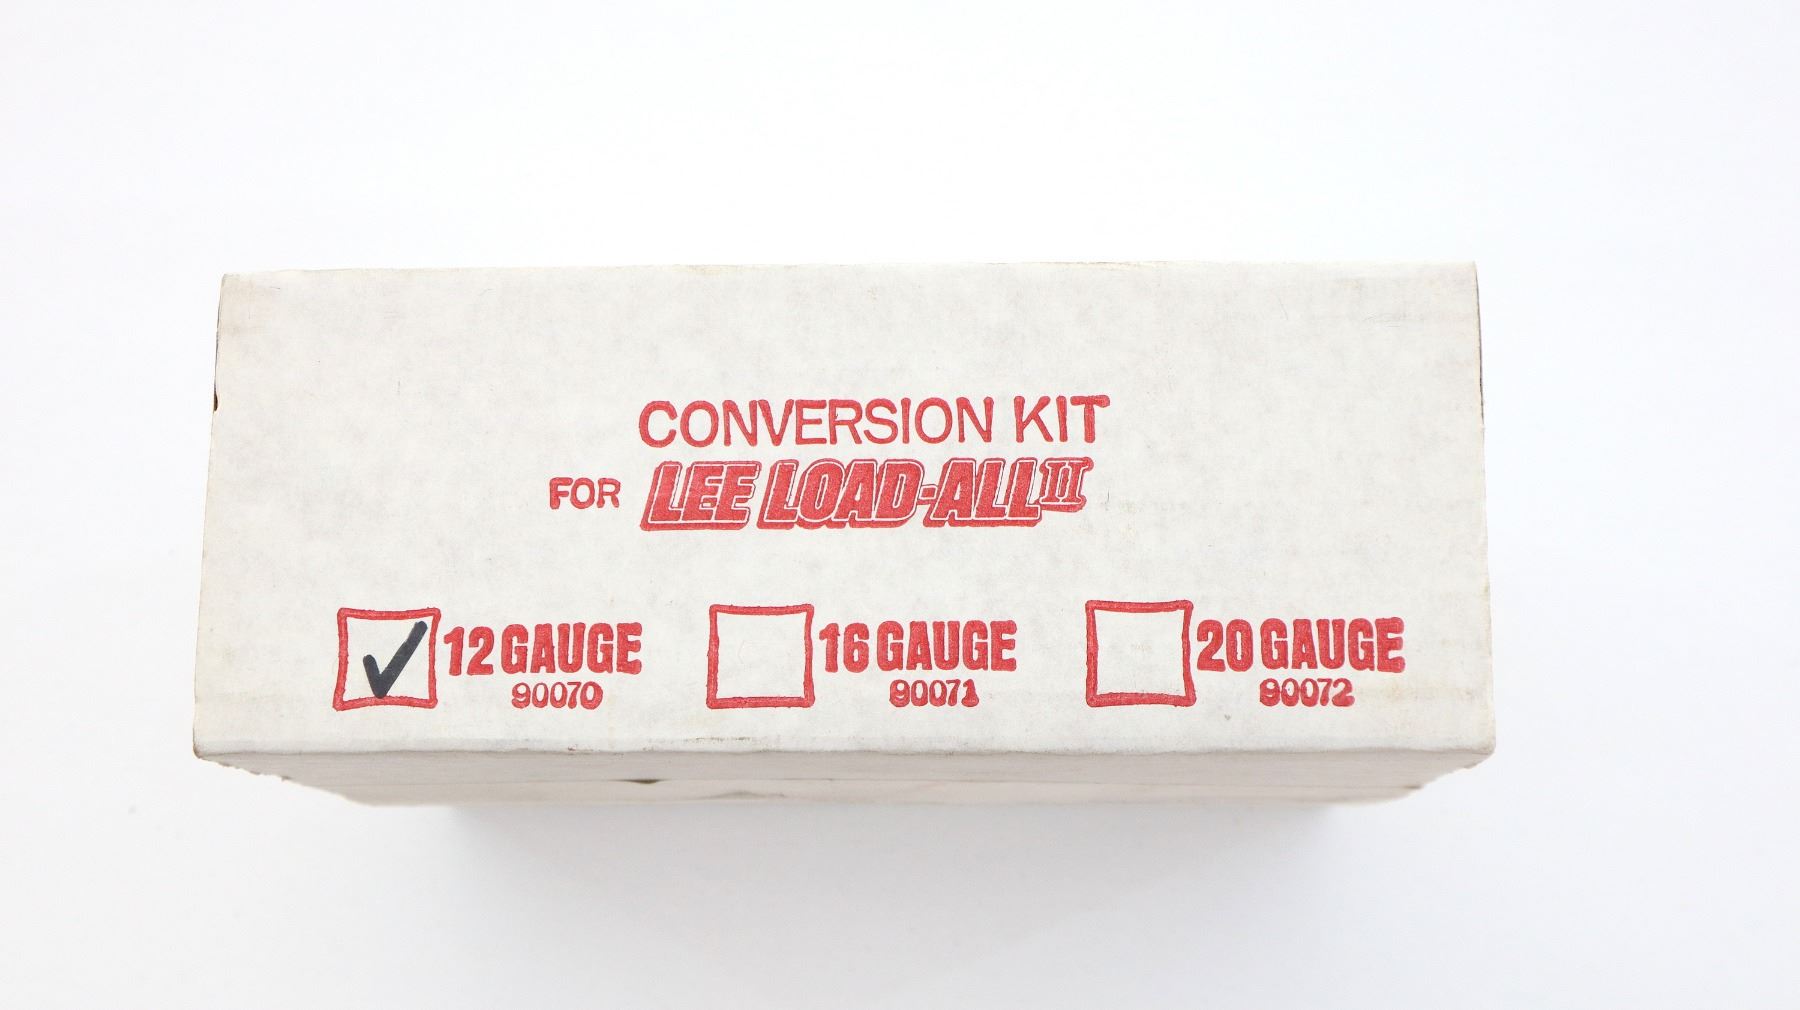 CONVERSION KIT
FOR LEE LOAD-ALL II
12 GAUGE 16 GAUGE 20 GAUGE
90070 90071 90072